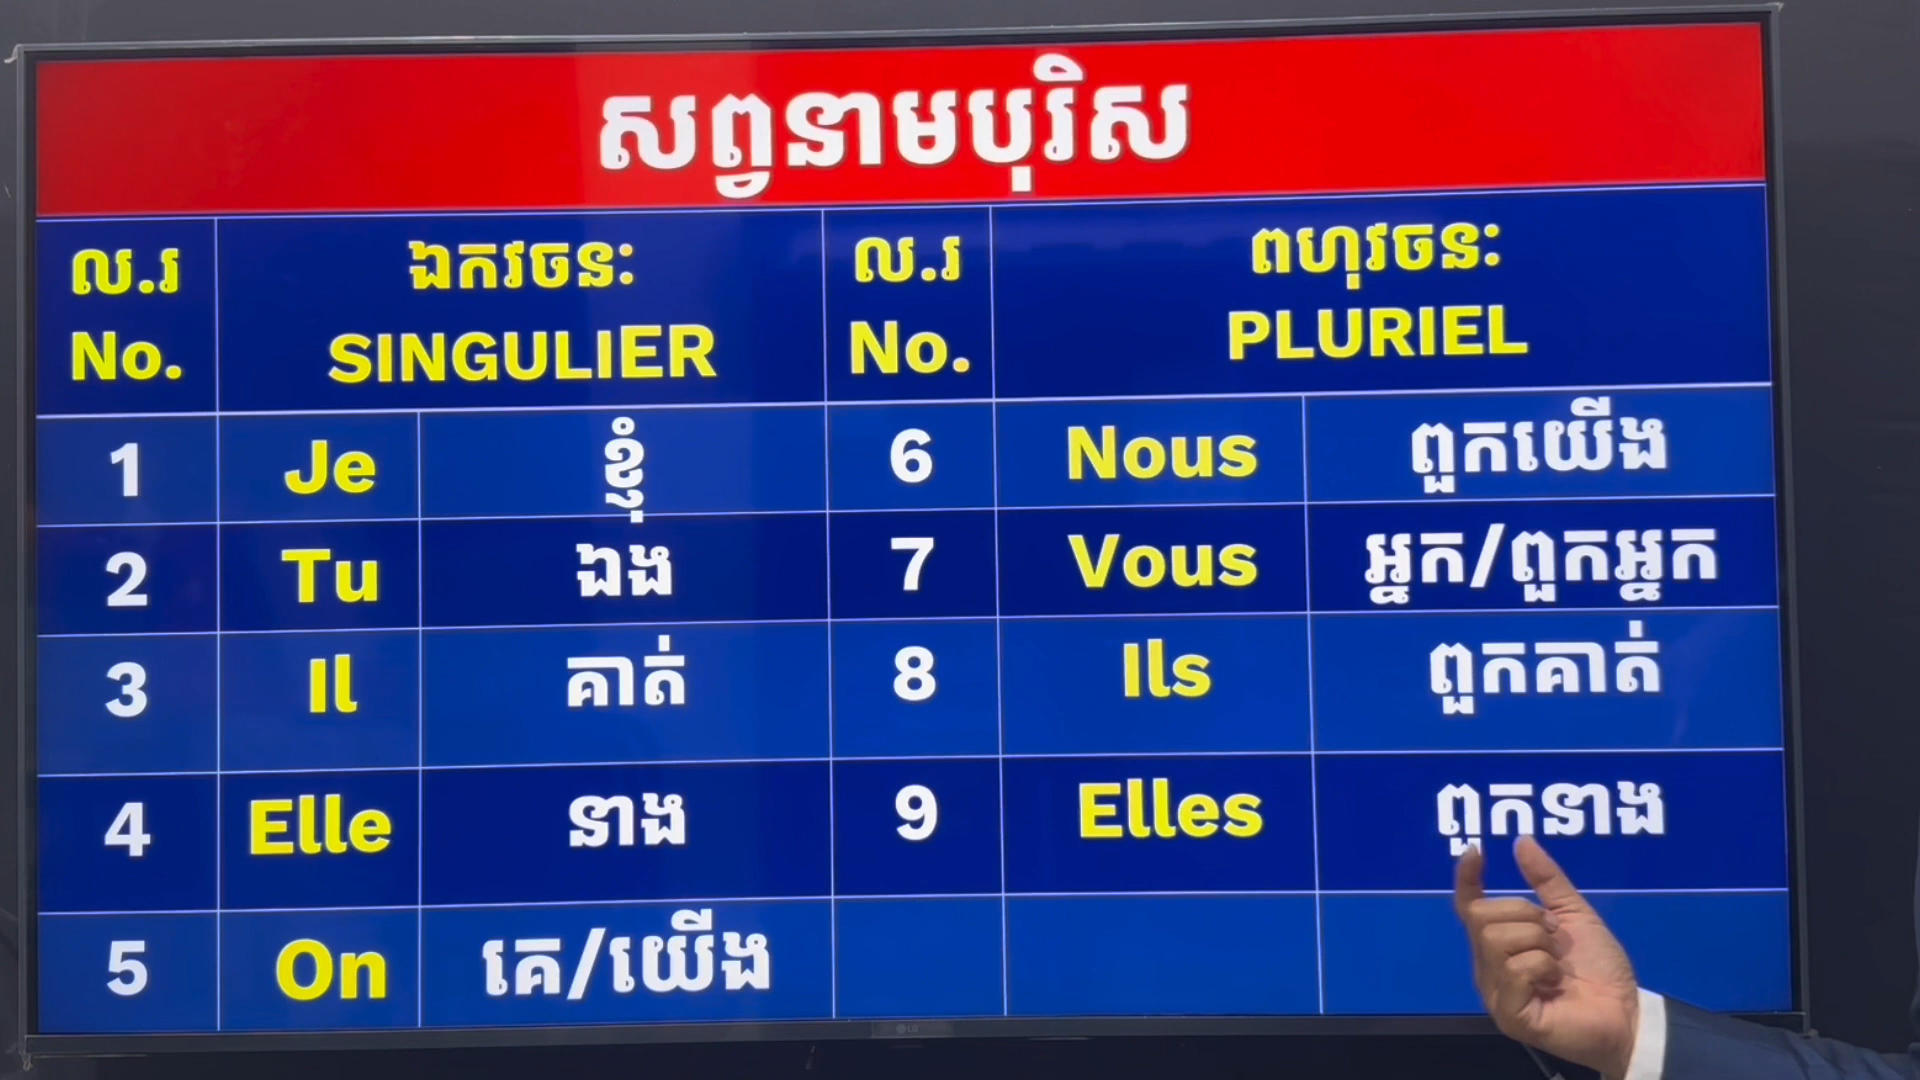 សព្វនាមបុរិស
ល.រ ឯកវចនៈ ល.រ ពហុវចនៈ
No. SINGULIER No. PLURIEL
1 Je ខ្ញុំ 6 Nous ពួកយើង
2 Tu ឯង 7 Vous អ្នក/ពួកអ្នក
3 Il គាត់ 8 Ils ពួកគាត់
4 Elle នាង 9 Elles ពួកនាង
5 On គេ/យើង
LG